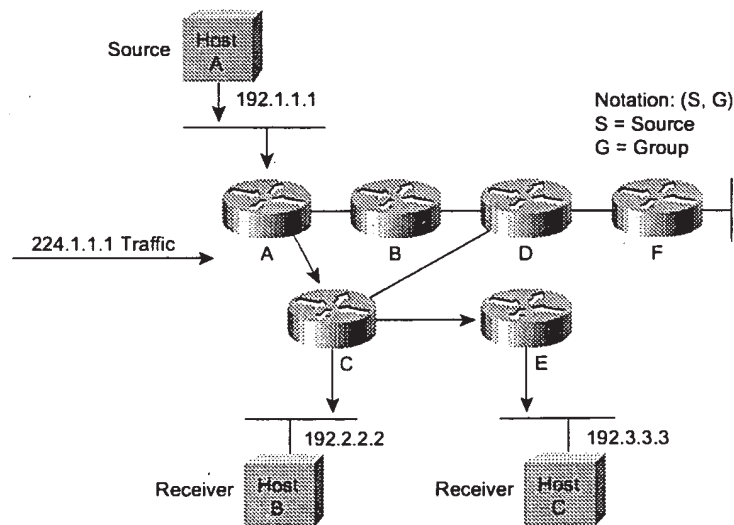 Source
Host
A
192.1.1.1
Notation: (S, G)
S = Source
G = Group
A
B
D
F
224.1.1.1 Traffic
C
E
192.2.2.2
192.3.3.3
Receiver
Host
B
Receiver
Host
C